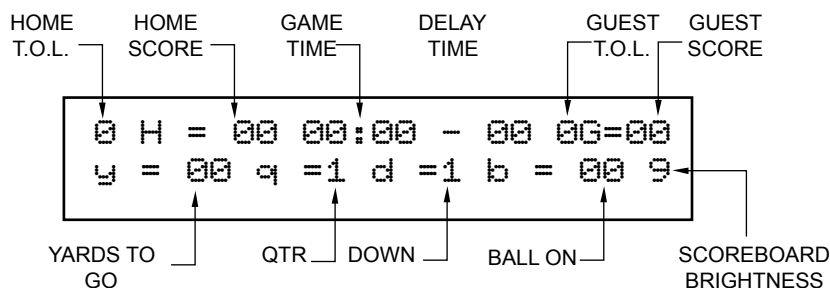 HOME HOME GAME DELAY GUEST GUEST
T.O.L. SCORE TIME TIME T.O.L. SCORE
0 H = 00 00:00 - 00 0G=00
y = 00 q =1 d =1 b = 00 9
YARDS TO QTR DOWN BALL ON SCOREBOARD
GO BRIGHTNESS